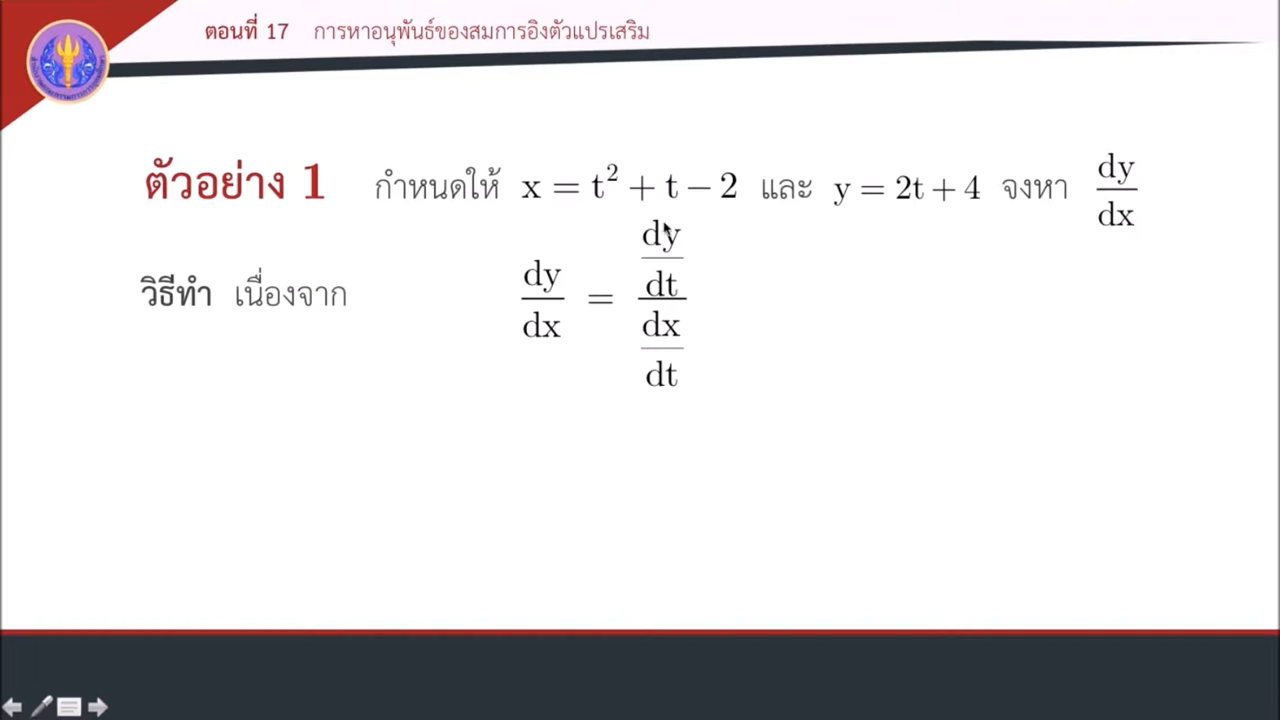 ตอนที่ 17 การหาอนุพันธ์ของสมการอิงตัวแปรเสริม
ตัวอย่าง 1 กำหนดให้ x = t² + t − 2 และ y = 2t + 4 จงหา dy/dx
วิธีทำ เนื่องจาก dy/dx = (dy/dt)/(dx/dt)